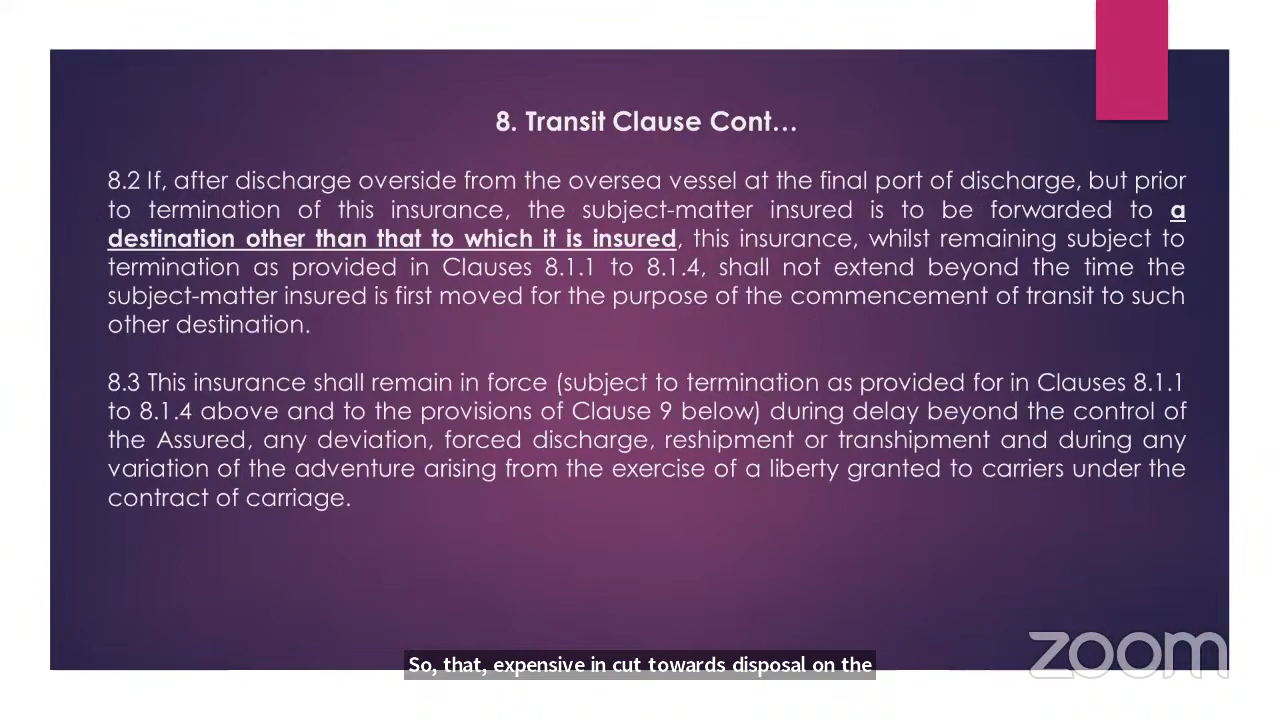 8. Transit Clause Cont…
8.2 If, after discharge overside from the oversea vessel at the final port of discharge, but prior
to termination of this insurance, the subject-matter insured is to be forwarded to a
destination other than that to which it is insured, this insurance, whilst remaining subject to
termination as provided in Clauses 8.1.1 to 8.1.4, shall not extend beyond the time the
subject-matter insured is first moved for the purpose of the commencement of transit to such
other destination.
8.3 This insurance shall remain in force (subject to termination as provided for in Clauses 8.1.1
to 8.1.4 above and to the provisions of Clause 9 below) during delay beyond the control of
the Assured, any deviation, forced discharge, reshipment or transhipment and during any
variation of the adventure arising from the exercise of a liberty granted to carriers under the
contract of carriage.
zoom
So, that, expensive in cut towards disposal on the